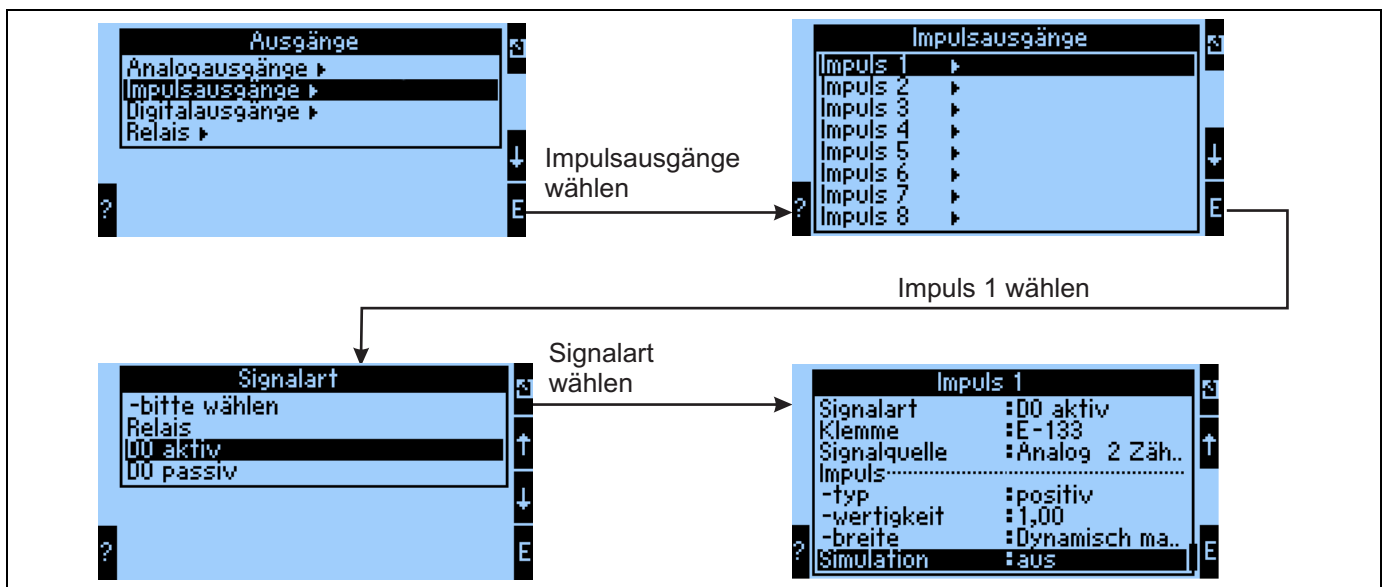 Ausgänge
Analogausgänge
Impulsausgänge
Digitalausgänge
Relais
?
E
Impulsausgänge
wählen
Impulsausgänge
Impuls 1
Impuls 2
Impuls 3
Impuls 4
Impuls 5
Impuls 6
Impuls 7
Impuls 8
?
E
Impuls 1 wählen
Signalart
-bitte wählen
Relais
DO aktiv
DO passiv
?
E
Signalart
wählen
Impuls 1
Signalart :DO aktiv
Klemme :E-133
Signalquelle :Analog 2 Zäh..
Impuls
-typ :positiv
-wertigkeit :1,00
-breite :Dynamisch ma..
Simulation :aus
?
E